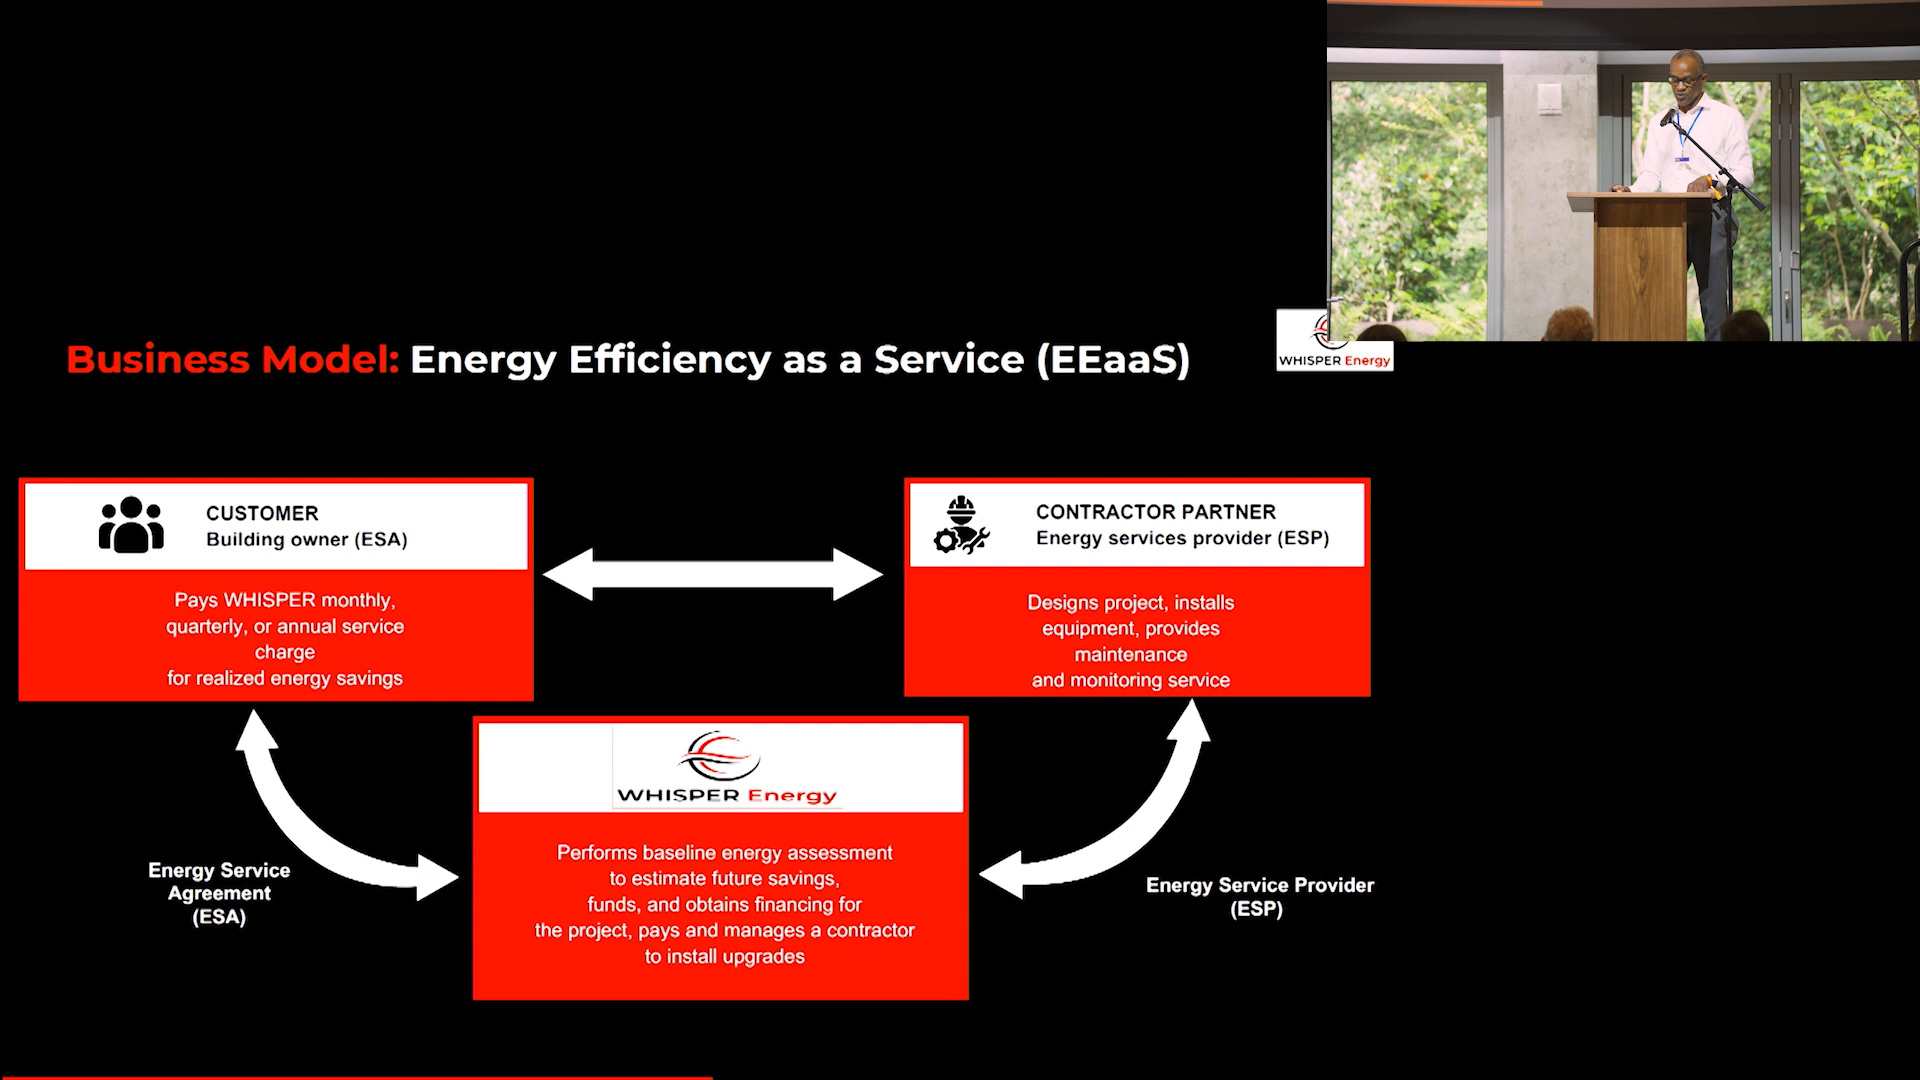 Business Model: Energy Efficiency as a Service (EEaaS)
WHISPER Energy
CUSTOMER
Building owner (ESA)
Pays WHISPER monthly,
quarterly, or annual service
charge
for realized energy savings
CONTRACTOR PARTNER
Energy services provider (ESP)
Designs project, installs
equipment, provides
maintenance
and monitoring service
WHISPER Energy
Performs baseline energy assessment
to estimate future savings,
funds, and obtains financing for
the project, pays and manages a contractor
to install upgrades
Energy Service
Agreement
(ESA)
Energy Service Provider
(ESP)